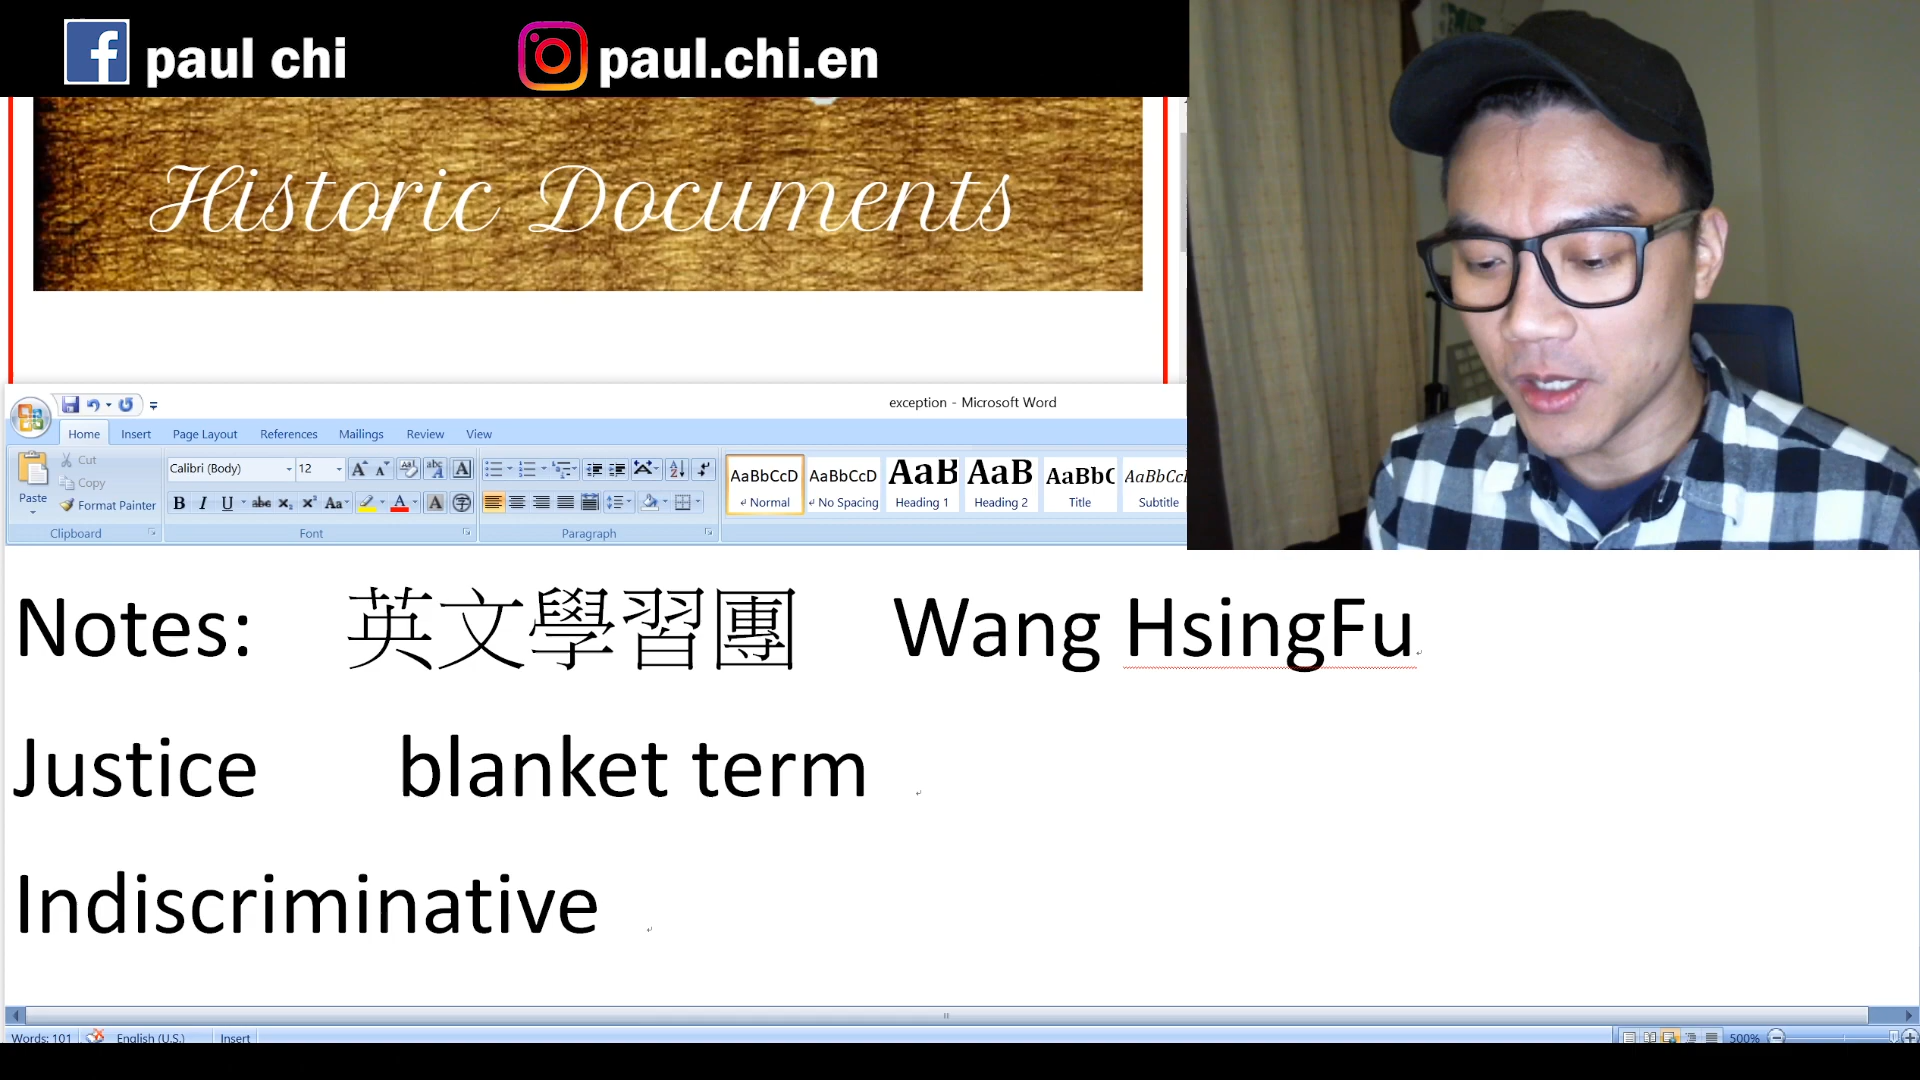 paul chi
paul.chi.en
Historic Documents
exception - Microsoft Word
Home Insert Page Layout References Mailings Review View
Cut
Copy
Format Painter
Paste
Clipboard
Calibri (Body) 12
Font
Paragraph
AaBbCcD AaBbCcD AaB AaB AaBbC AaBbCcI
Normal No Spacing Heading 1 Heading 2 Title Subtitle
Notes: 英文學習團 Wang HsingFu
Justice blanket term
Indiscriminative
Words: 101 English (U.S.) Insert 500%